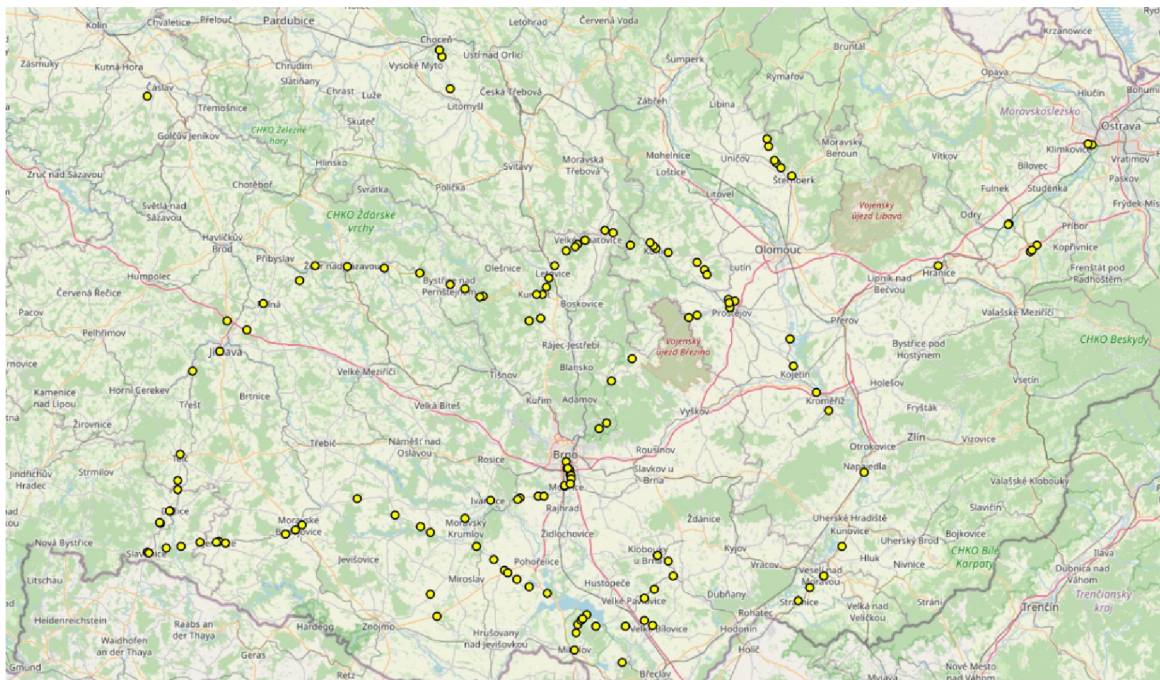 Kolín
Chvaletice
Přelouč
Pardubice
Choceň
Letohrad
Červená Voda
Bruntál
Krzanowice
Zásmuky
Kutná Hora
Čáslav
Třemošnice
Chrudim
Slatiňany
Chrast
Luže
Vysoké Mýto
Ústí nad Orlicí
Česká Třebová
Litomyšl
Šumperk
Zábřeh
Libina
Rýmařov
Opava
Hlučín
Moravskoslezsko
Ostrava
Golčův Jeníkov
CHKO Železné hory
Skuteč
Hlinsko
Svitavy
Moravská Třebová
Mohelnice
Loštice
Uničov
Moravský Beroun
Šternberk
Vítkov
Klimkovice
Bílovec
Vratimov
Paskov
Zruč nad Sázavou
Chotěboř
Svratka
Polička
Litovel
Vojenský újezd Libavá
Fulnek
Studénka
Odry
Příbor
Kopřivnice
Světlá nad Sázavou
CHKO Žďárské vrchy
Havlíčkův Brod
Přibyslav
Humpolec
Olomouc
Lutín
Hranice
Lipník nad Bečvou
Frenštát pod Radhoštěm
Valašské Meziříčí
Bystřice nad Pernštejnem
Olešnice
Letovice
Boskovice
Červená Řečice
Pacov
Pelhřimov
Jihlava
Rájec-Jestřebí
Blansko
Vojenský újezd Březina
Prostějov
Přerov
Bystřice pod Hostýnem
CHKO Beskydy
Kamenice nad Lipou
Horní Cerekev
Třešť
Brtnice
Velké Meziříčí
Tišnov
Kojetín
Holešov
Vsetín
Žirovnice
Velká Bíteš
Kuřim
Adamov
Vyškov
Kroměříž
Fryšták
Jindřichův Hradec
Strmilov
Telč
Třebíč
Náměšť nad Oslavou
Rosice
Brno
Rousínov
Slavkov u Brna
Otrokovice
Zlín
Vizovice
Napajedla
Valašské Klobouky
Slavičín
Nová Bystřice
Jevišovice
Moravský Krumlov
Rajhrad
Židlochovice
Ždánice
Uherské Hradiště
Kunovice
Uherský Brod
Bojkovice
Hluk
Nivnice
CHKO Bílé Karpaty
Ilava
Dubnica nad Váhom
Trenčín
Trenčiansky kraj
Litschau
Heidenreichstein
Waidhofen an der Thaya
Raabs an der Thaya
Geras
Hardegg
Retz
Gmünd
Znojmo
Miroslav
Pohořelice
Hustopeče
Klobouky u Brna
Kyjov
Vracov
Dubňany
Rohatec
Hodonín
Holíč
Veselí nad Moravou
Velká nad Veličkou
Strání
Velké Pavlovice
Velké Bílovice
Hrušovany nad Jevišovkou
Břeclav
Nové Mesto nad Váhom
Myjava